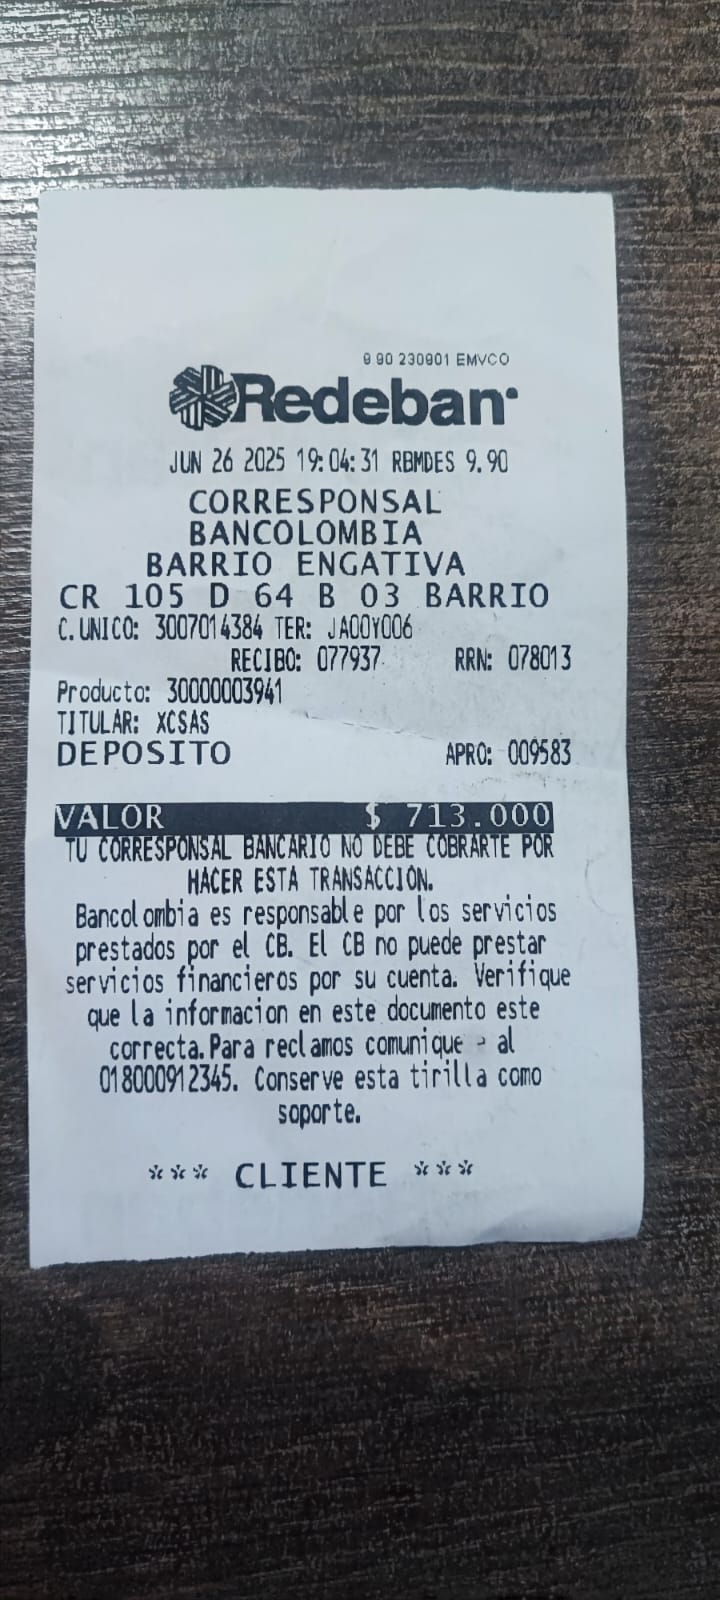 9.90 230901 EMVCO
Redeban
JUN 26 2025 19:04:31 RBMDES 9.90
CORRESPONSAL
BANCOLOMBIA
BARRIO ENGATIVA
CR 105 D 64 B 03 BARRIO
C.UNICO: 3007014384 TER: JA00Y006
RECIBO: 077937 RRN: 078013
Producto: 30000003941
TITULAR: XCSAS
DEPOSITO APRO: 009583
VALOR $ 713.000
TU CORRESPONSAL BANCARIO NO DEBE COBRARTE POR
HACER ESTA TRANSACCION.
Bancolombia es responsable por los servicios
prestados por el CB. El CB no puede prestar
servicios financieros por su cuenta. Verifique
que la informacion en este documento este
correcta.Para reclamos comunique al
018000912345. Conserve esta tirilla como
soporte.
*** CLIENTE ***